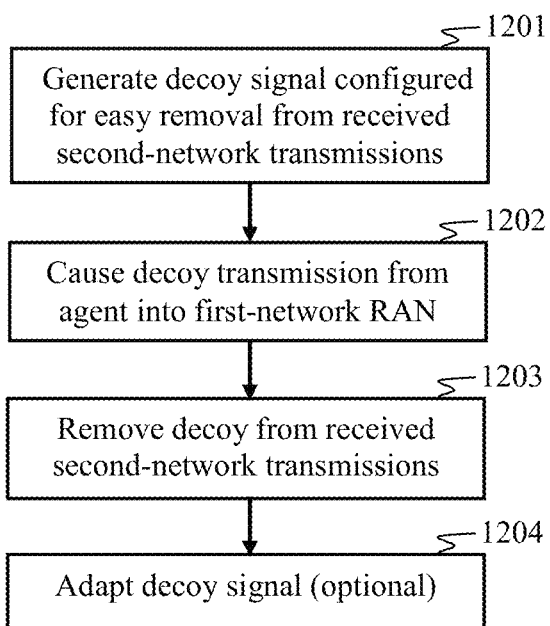 1201
Generate decoy signal configured
for easy removal from received
second-network transmissions
1202
Cause decoy transmission from
agent into first-network RAN
1203
Remove decoy from received
second-network transmissions
1204
Adapt decoy signal (optional)